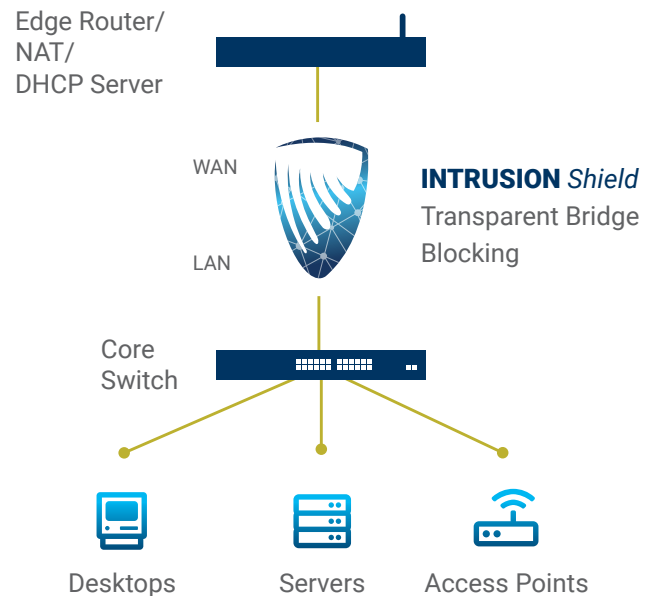 Edge Router/
NAT/
DHCP Server
WAN
INTRUSION Shield
Transparent Bridge
Blocking
LAN
Core
Switch
Desktops
Servers
Access Points